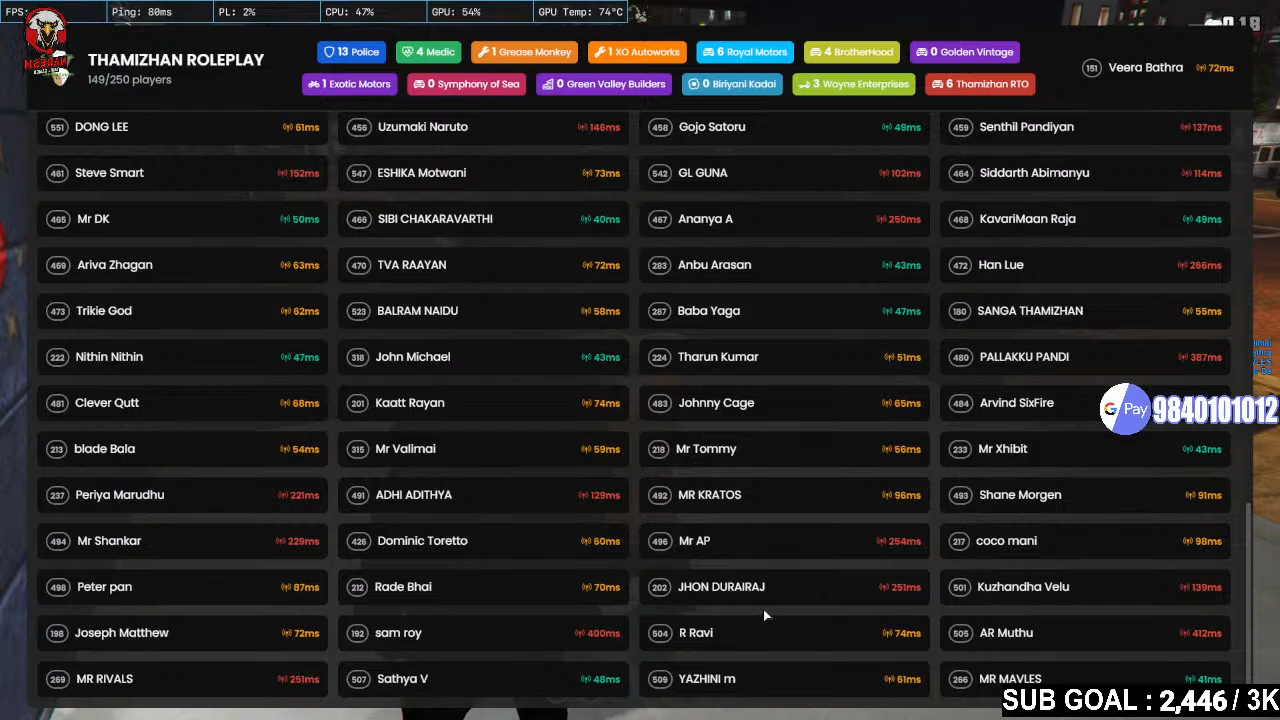 FPS: Ping: 80ms PL: 2% CPU: 47% GPU: 54% GPU Temp: 74°C
THAMIZHAN ROLEPLAY
149/250 players
13 Police 4 Medic 1 Grease Monkey 1 XO Autoworks 6 Royal Motors 4 BrotherHood 0 Golden Vintage
1 Exotic Motors 0 Symphony of Sea 0 Green Valley Builders 0 Biriyani Kadai 3 Wayne Enterprises 6 Thamizhan RTO
151 Veera Bathra 72ms
551 DONG LEE 61ms 456 Uzumaki Naruto 146ms 458 Gojo Satoru 49ms 459 Senthil Pandiyan 137ms
461 Steve Smart 152ms 547 ESHIKA Motwani 73ms 542 GL GUNA 102ms 464 Siddarth Abimanyu 114ms
465 Mr DK 50ms 466 SIBI CHAKARAVARTHI 40ms 467 Ananya A 250ms 468 KavariMaan Raja 49ms
469 Ariva Zhagan 63ms 470 TVA RAAYAN 72ms 283 Anbu Arasan 43ms 472 Han Lue 266ms
473 Trikie God 62ms 523 BALRAM NAIDU 58ms 287 Baba Yaga 47ms 180 SANGA THAMIZHAN 55ms
222 Nithin Nithin 47ms 318 John Michael 43ms 224 Tharun Kumar 51ms 480 PALLAKKU PANDI 387ms
481 Clever Qutt 68ms 201 Kaatt Rayan 74ms 483 Johnny Cage 65ms 484 Arvind SixFire
G Pay 9840101012
213 blade Bala 54ms 315 Mr Valimai 59ms 218 Mr Tommy 56ms 233 Mr Xhibit 43ms
237 Periya Marudhu 221ms 491 ADHI ADITHYA 129ms 492 MR KRATOS 96ms 493 Shane Morgen 91ms
494 Mr Shankar 229ms 426 Dominic Toretto 60ms 496 Mr AP 254ms 217 coco mani 98ms
498 Peter pan 87ms 212 Rade Bhai 70ms 202 JHON DURAIRAJ 251ms 501 Kuzhandha Velu 139ms
198 Joseph Matthew 72ms 192 sam roy 400ms 504 R Ravi 74ms 505 AR Muthu 412ms
269 MR RIVALS 251ms 507 Sathya V 48ms 509 YAZHINI m 61ms 266 MR MAVLES 41ms
SUB GOAL : 2,446 / 3K